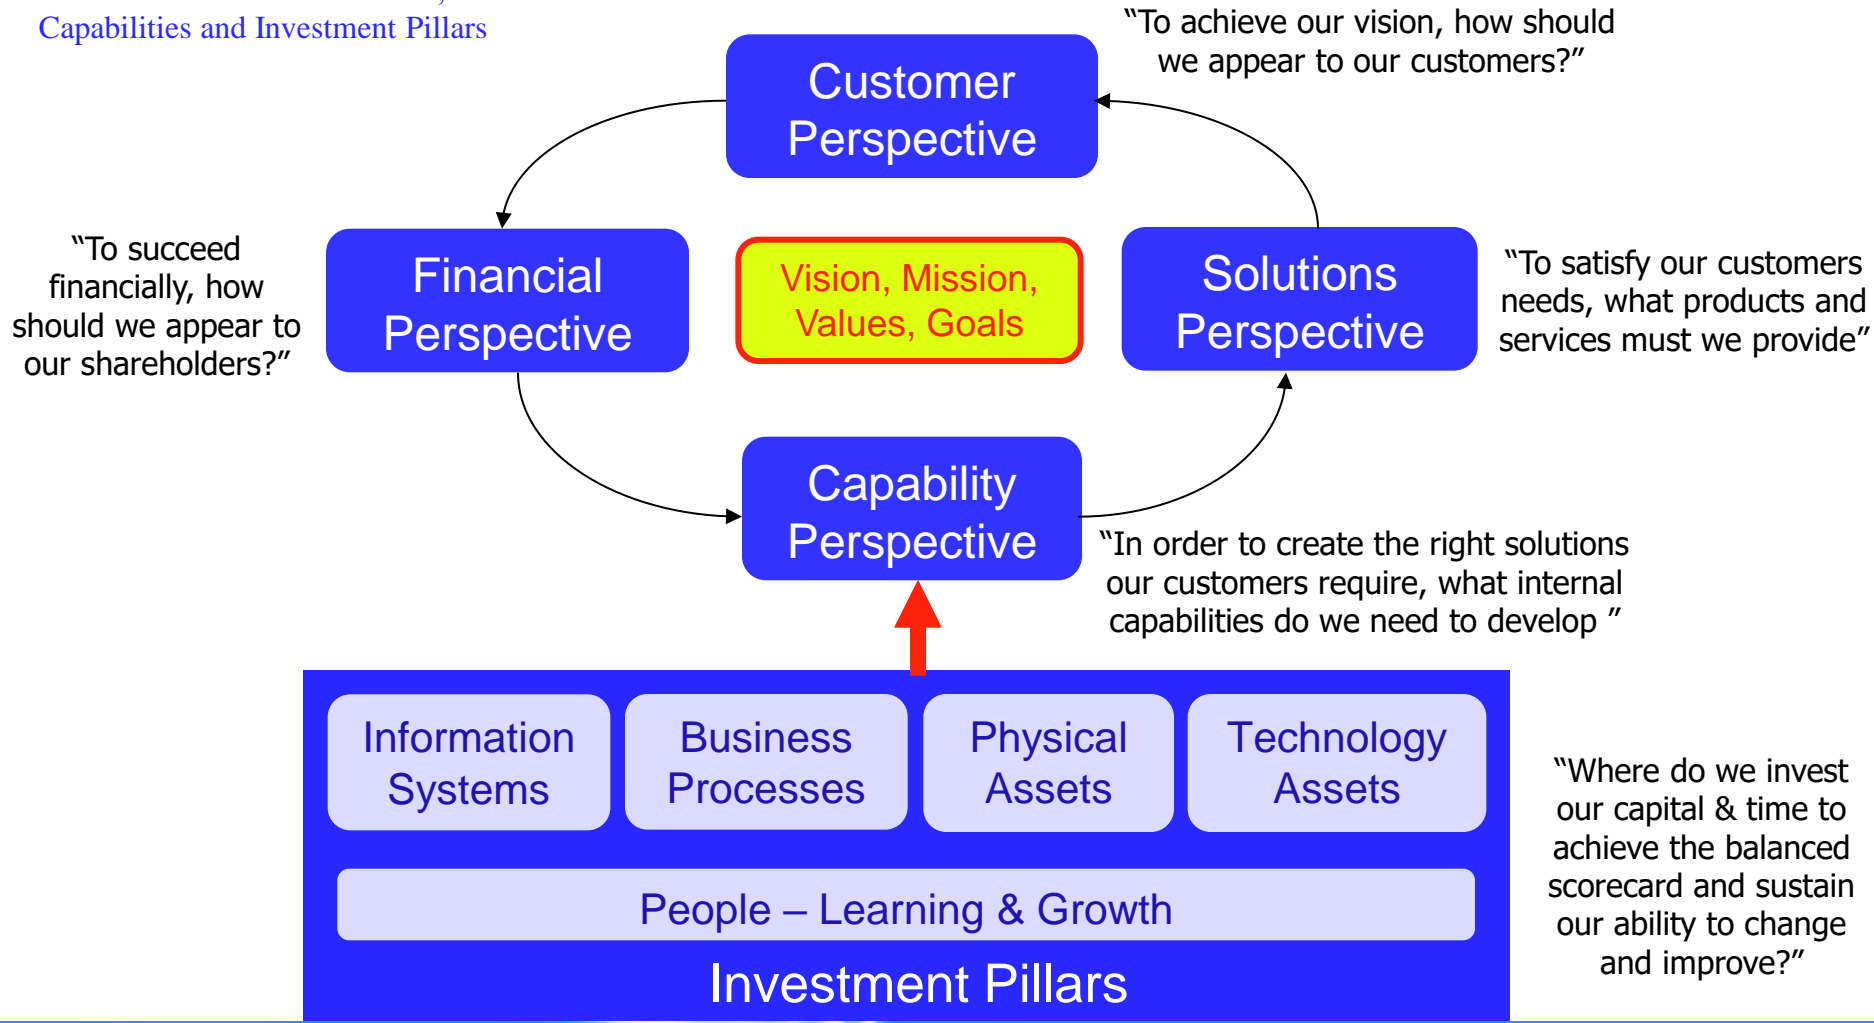 Capabilities and Investment Pillars
“To achieve our vision, how should
we appear to our customers?”
Customer
Perspective
“To succeed
financially, how
should we appear to
our shareholders?”
Financial
Perspective
Vision, Mission,
Values, Goals
Solutions
Perspective
“To satisfy our customers
needs, what products and
services must we provide”
Capability
Perspective
“In order to create the right solutions
our customers require, what internal
capabilities do we need to develop ”
Information
Systems
Business
Processes
Physical
Assets
Technology
Assets
People – Learning & Growth
Investment Pillars
“Where do we invest
our capital & time to
achieve the balanced
scorecard and sustain
our ability to change
and improve?”